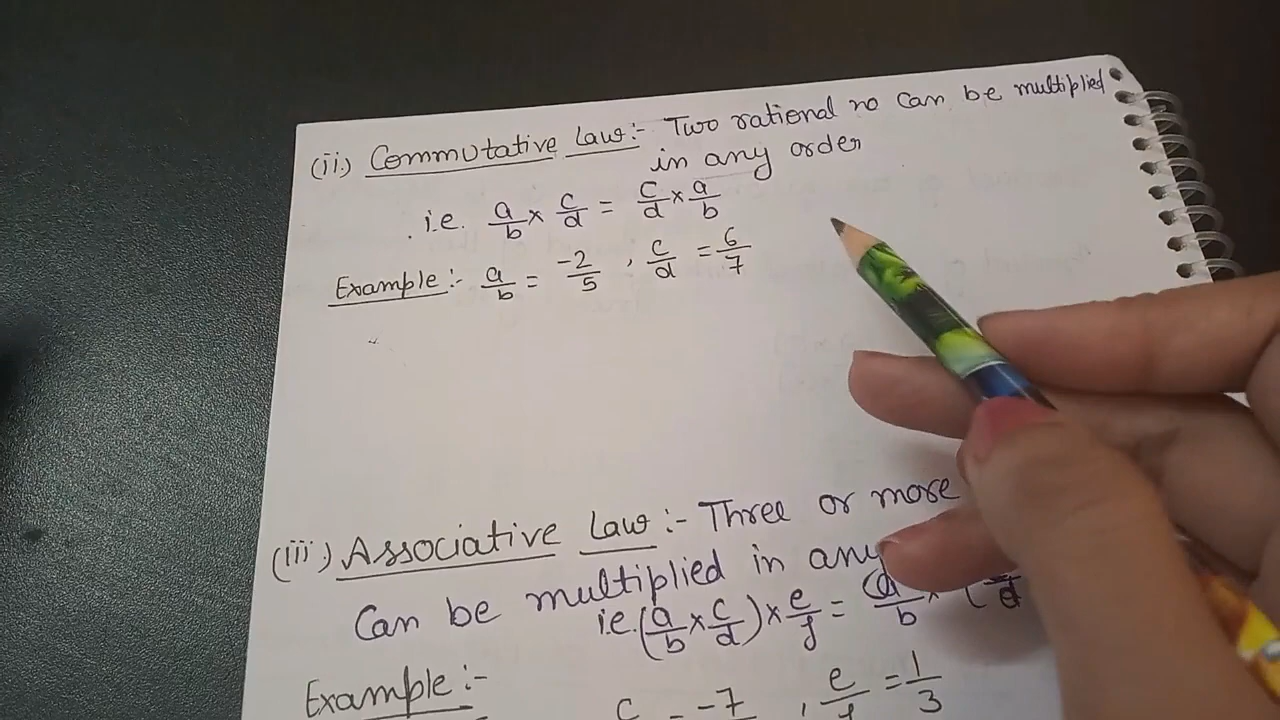 (ii) Commutative Law:- Two rational no can be multiplied
in any order
i.e. a/b × c/d = c/d × a/b
Example:- a/b = -2/5 , c/d = 6/7
(iii) Associative Law:- Three or more
Can be multiplied in any
i.e. (a/b × c/d) × e/f =
Example:-
-7 , e/f = 1/3